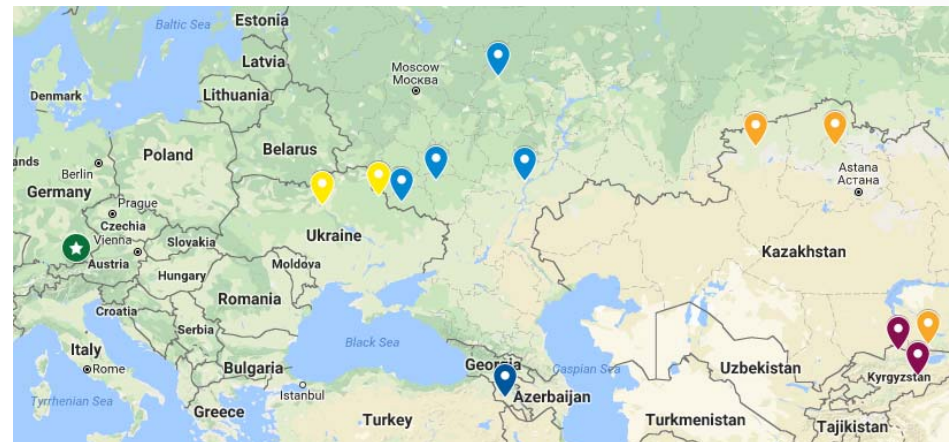 Baltic Sea
Estonia
Latvia
Moscow
Москва
Lithuania
Denmark
Belarus
Poland
ands
Berlin
Germany
Astana
Астана
Prague
Czechia
Vienna
Slovakia
Ukraine
Austria
Kazakhstan
Hungary
Moldova
Croatia
Romania
Serbia
Italy
Black Sea
Georgia
Caspian Sea
Uzbekistan
Rome
Bulgaria
Kyrgyzstan
Istanbul
Azerbaijan
Tyrrhenian Sea
Greece
Turkey
Turkmenistan
Tajikistan